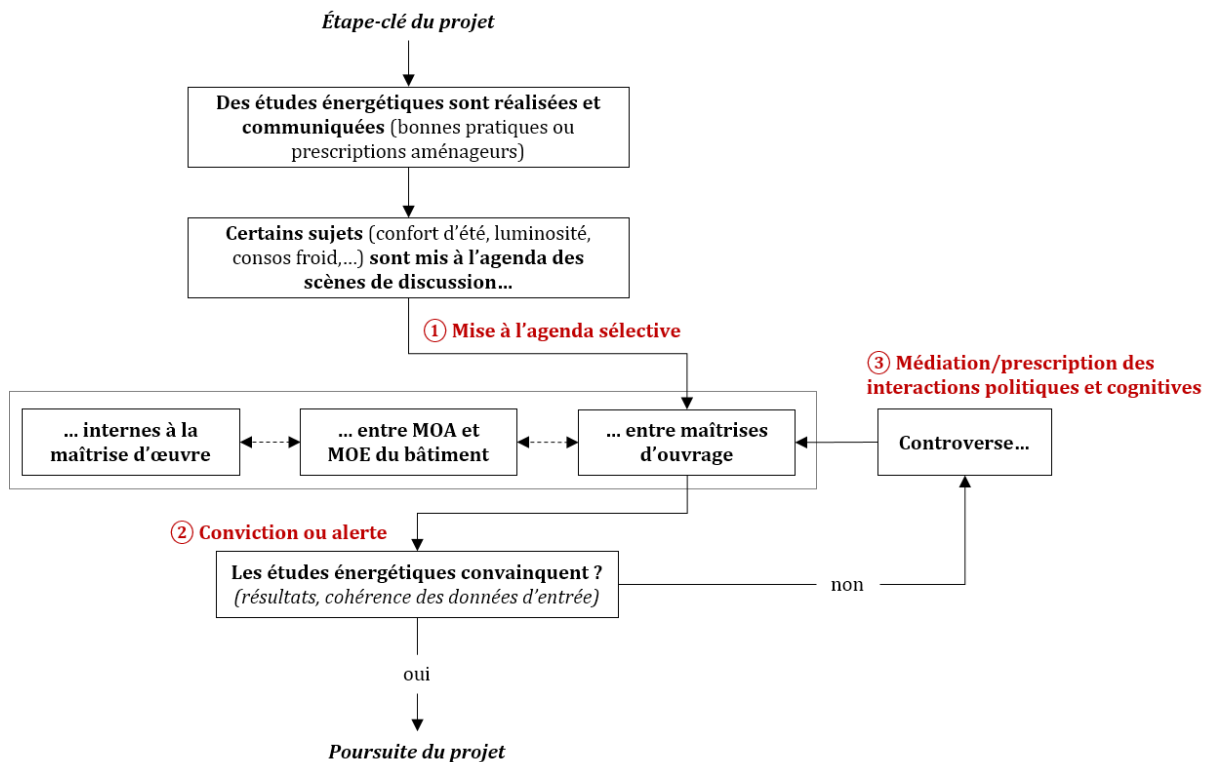 Étape-clé du projet
Des études énergétiques sont réalisées et
communiquées (bonnes pratiques ou
prescriptions aménageurs)
Certains sujets (confort d’été, luminosité,
consos froid,…) sont mis à l’agenda des
scènes de discussion…
① Mise à l’agenda sélective
③ Médiation/prescription des
interactions politiques et cognitives
… internes à la
maîtrise d’œuvre
… entre MOA et
MOE du bâtiment
… entre maîtrises
d’ouvrage
Controverse…
② Conviction ou alerte
Les études énergétiques convainquent ?
(résultats, cohérence des données d’entrée)
non
oui
Poursuite du projet